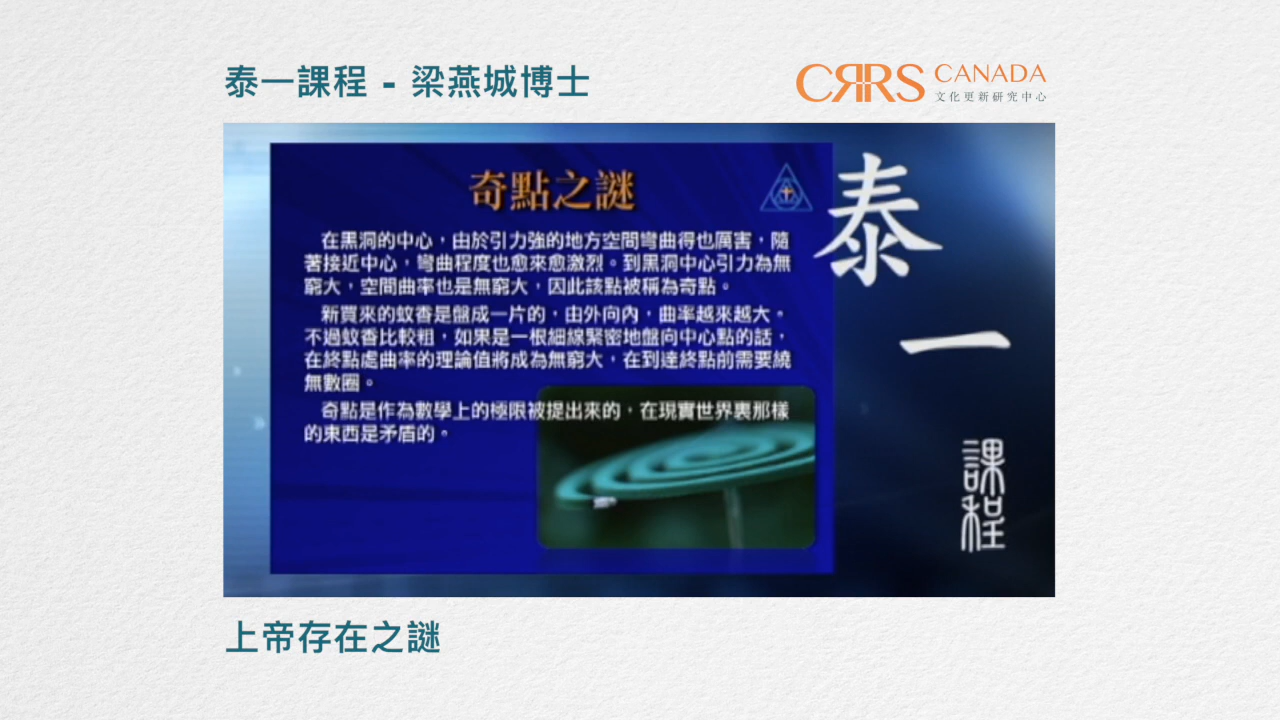 泰一課程 - 梁燕城博士
CRRS CANADA
文化更新研究中心
奇點之謎
在黑洞的中心，由於引力強的地方空間彎曲得也厲害，隨
著接近中心，彎曲程度也愈來愈激烈。到黑洞中心引力為無
窮大，空間曲率也是無窮大，因此該點被稱為奇點。
新買來的蚊香是盤成一片的，由外向內，曲率越來越大。
不過蚊香比較粗，如果是一根細線緊密地盤向中心點的話，
在終點處曲率的理論值將成為無窮大，在到達終點前需要繞
無數圈。
奇點是作為數學上的極限被提出來的，在現實世界裏那樣
的東西是矛盾的。
泰
一
課程
上帝存在之謎